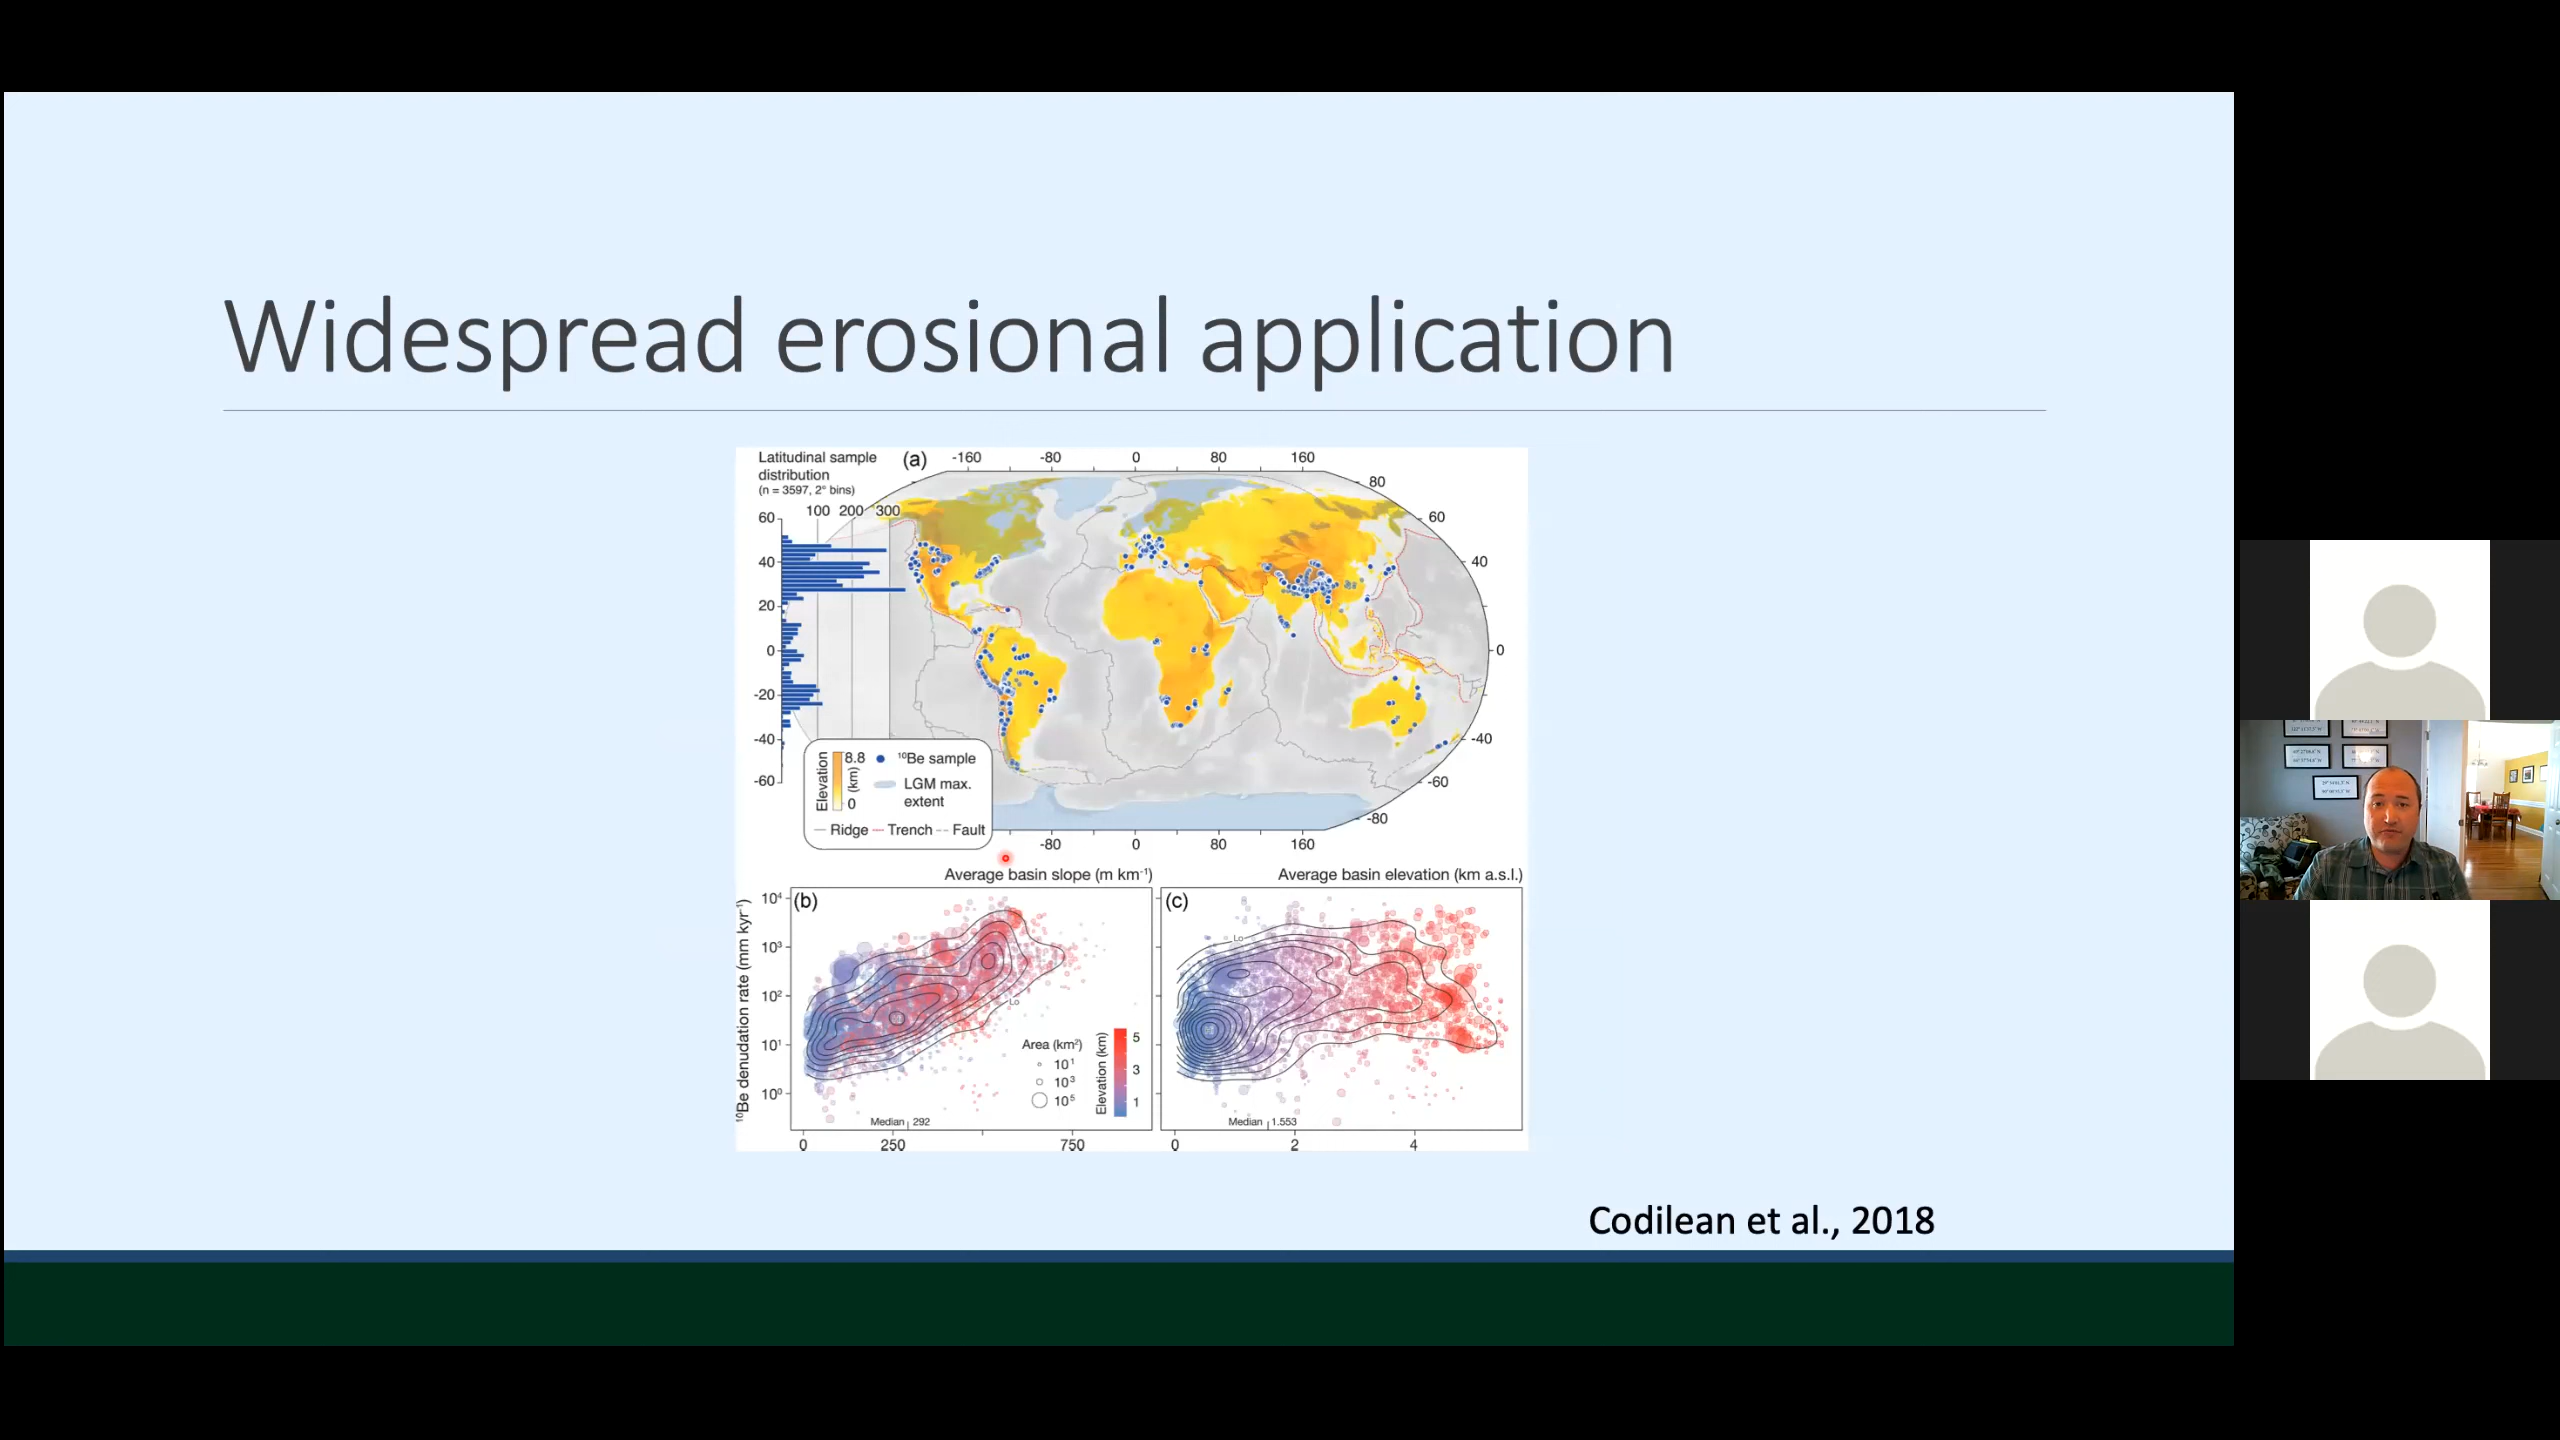 Widespread erosional application
Latitudinal sample
distribution
(n = 3597, 2° bins)
(a)
-160 -80 0 80 160
100 200 300
60
40
20
0
-20
-40
-60
80
60
40
0
-40
-60
-80
Elevation
(km)
8.8
0
¹⁰Be sample
LGM max.
extent
Ridge Trench Fault
-80 0 80 160
Average basin slope (m km⁻¹)
Average basin elevation (km a.s.l.)
¹⁰Be denudation rate (mm kyr⁻¹)
10⁴
10³
10²
10¹
10⁰
(b)
Lo
Area (km²)
10¹
10³
10⁵
Elevation (km)
5
3
1
Median 292
0 250 750
(c)
Lo
Median 1.553
0 2 4
Codilean et al., 2018